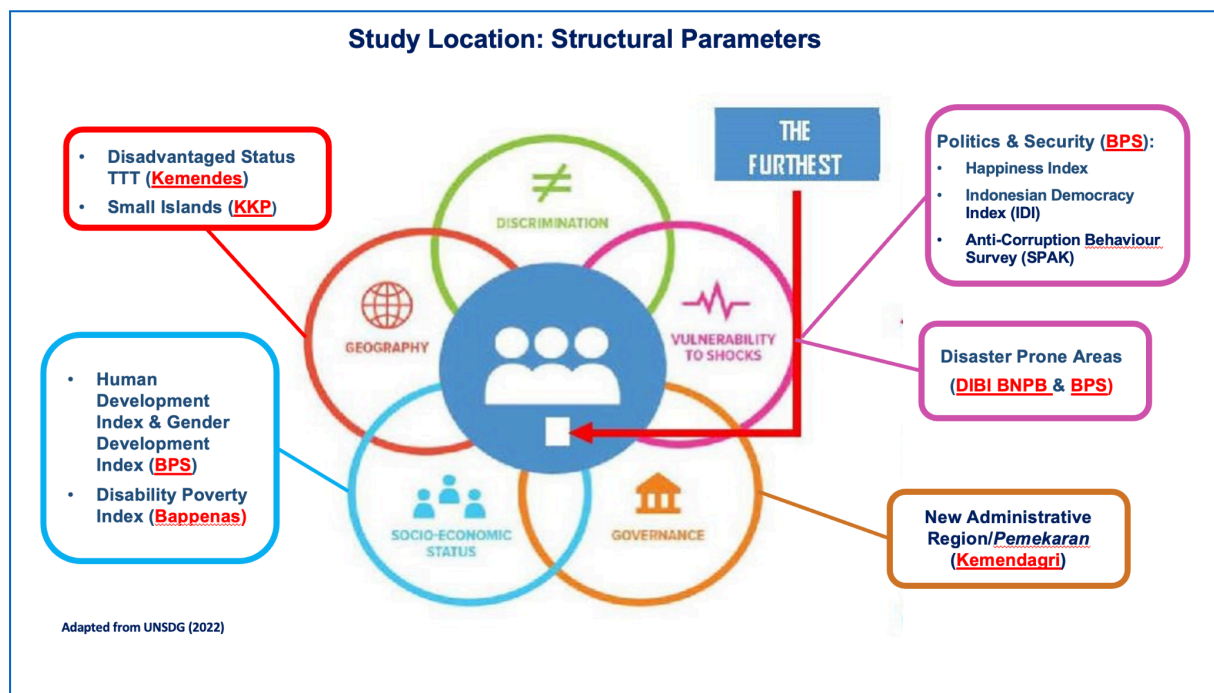 Study Location: Structural Parameters
• Disadvantaged Status
TTT (Kemendes)
• Small Islands (KKP)
THE
FURTHEST
Politics & Security (BPS):
• Happiness Index
• Indonesian Democracy
Index (IDI)
• Anti-Corruption Behaviour
Survey (SPAK)
≠
DISCRIMINATION
GEOGRAPHY
VULNERABILITY
TO SHOCKS
Disaster Prone Areas
(DIBI BNPB & BPS)
• Human
Development
Index & Gender
Development
Index (BPS)
• Disability Poverty
Index (Bappenas)
SOCIO-ECONOMIC
STATUS
GOVERNANCE
New Administrative
Region/Pemekaran
(Kemendagri)
Adapted from UNSDG (2022)